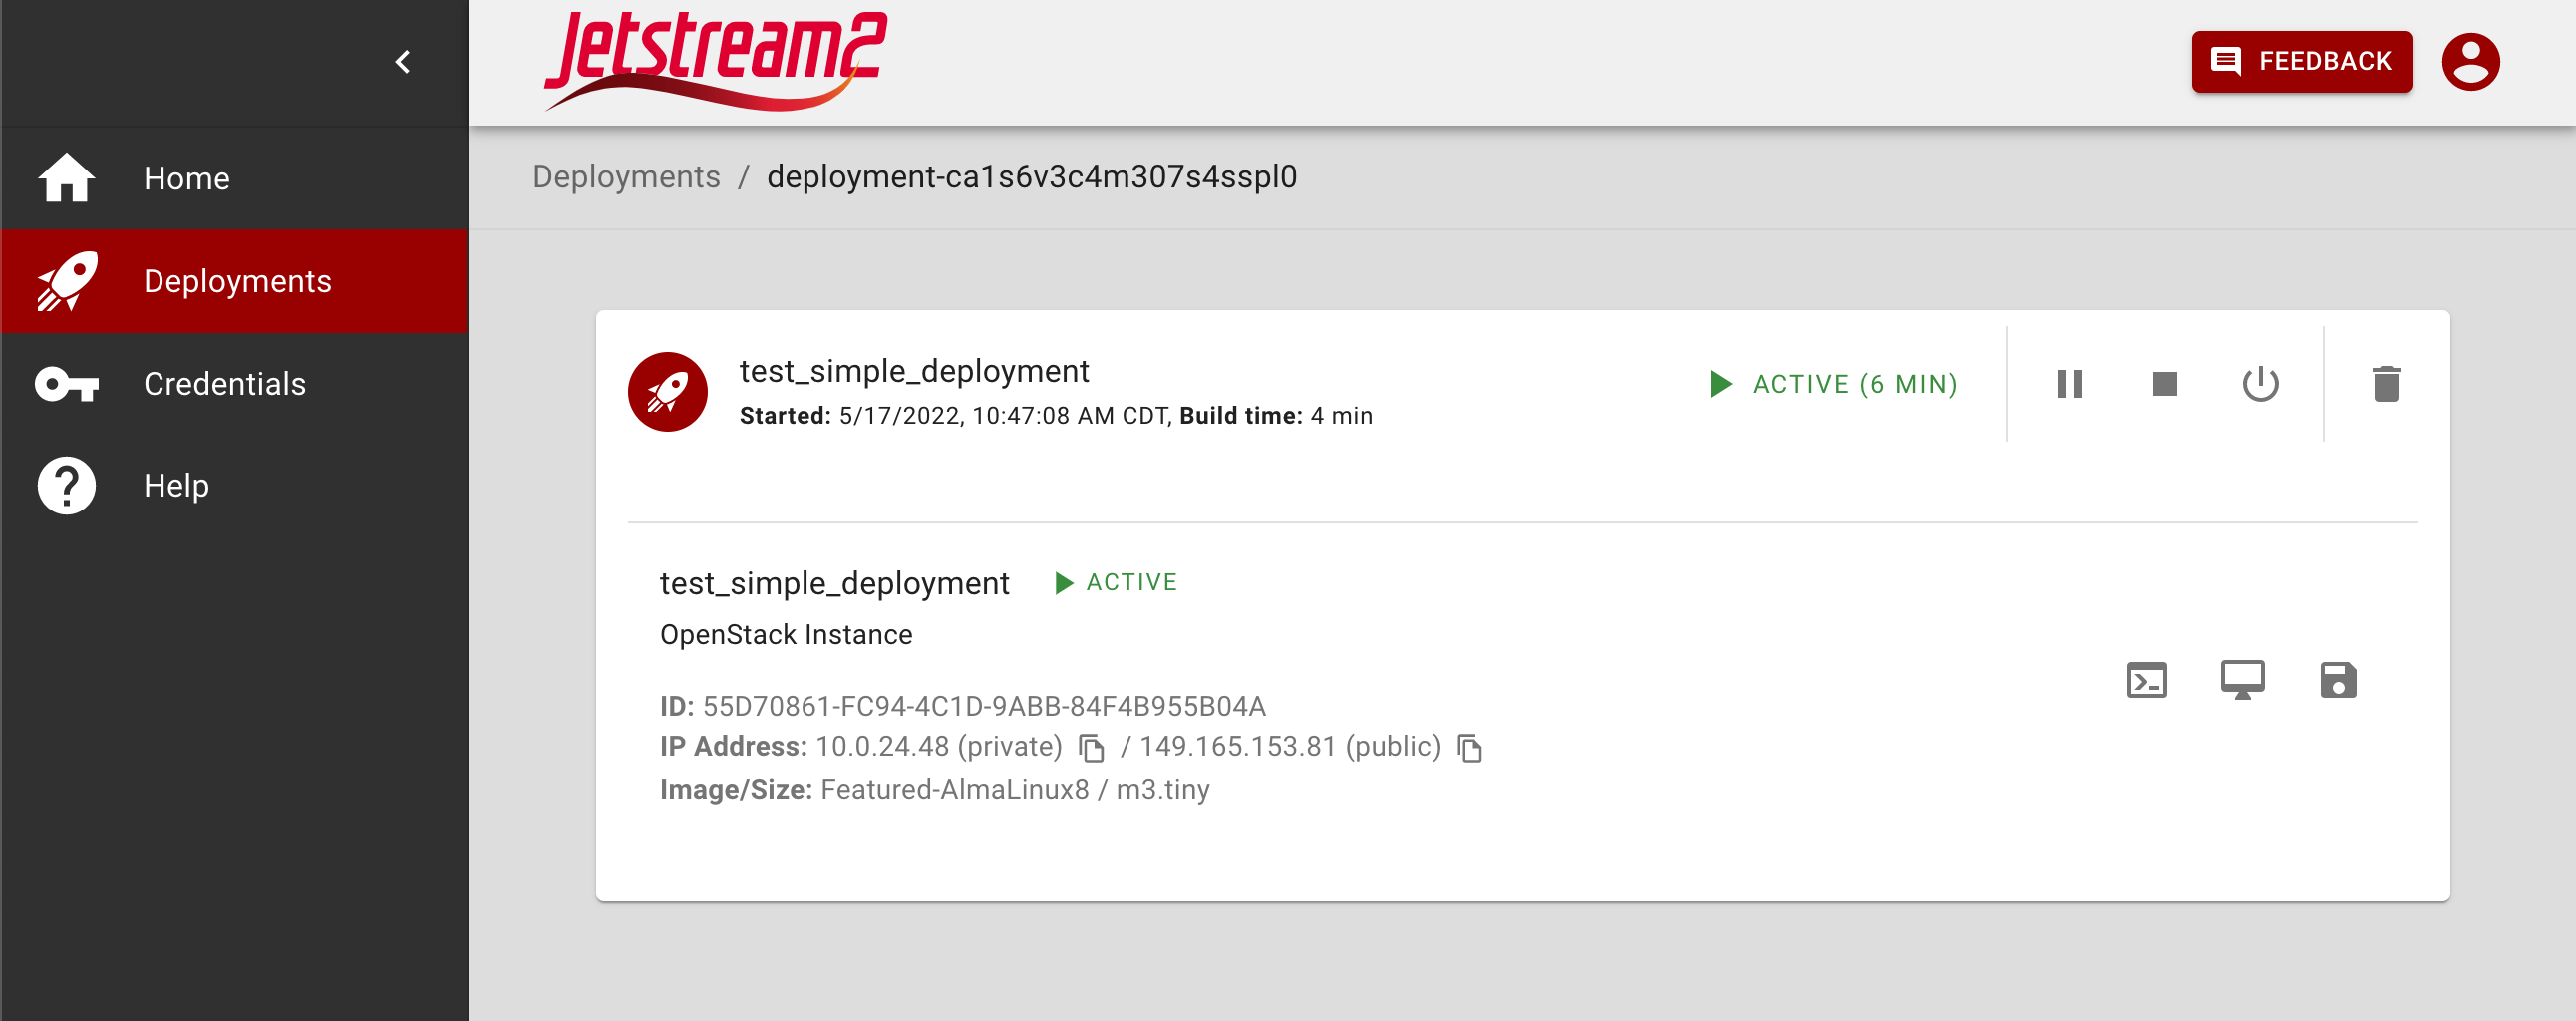 Jetstream2
FEEDBACK
Home
Deployments
Credentials
Help
Deployments / deployment-ca1s6v3c4m307s4sspl0
test_simple_deployment
Started: 5/17/2022, 10:47:08 AM CDT, Build time: 4 min
ACTIVE (6 MIN)
test_simple_deployment ACTIVE
OpenStack Instance
ID: 55D70861-FC94-4C1D-9ABB-84F4B955B04A
IP Address: 10.0.24.48 (private) / 149.165.153.81 (public)
Image/Size: Featured-AlmaLinux8 / m3.tiny